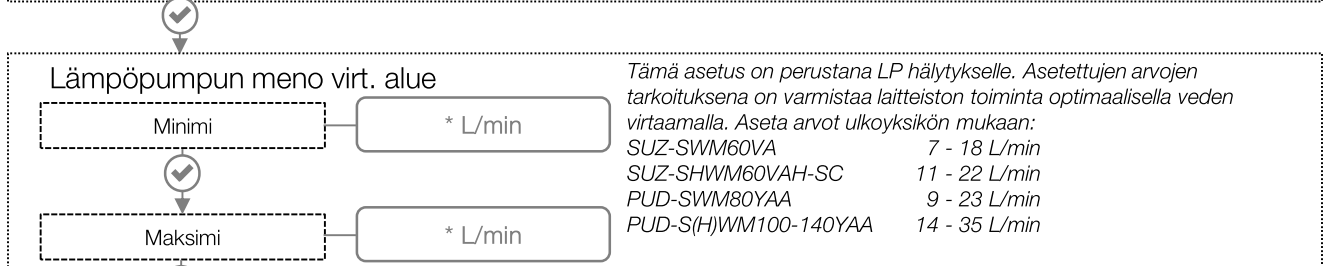 Lämpöpumpun meno virt. alue
Minimi
* L/min
Maksimi
* L/min
Tämä asetus on perustana LP hälytykselle. Asetettujen arvojen
tarkoituksena on varmistaa laitteiston toiminta optimaalisella veden
virtaamalla. Aseta arvot ulkoyksikön mukaan:
SUZ-SWM60VA 7 - 18 L/min
SUZ-SHWM60VAH-SC 11 - 22 L/min
PUD-SWM80YAA 9 - 23 L/min
PUD-S(H)WM100-140YAA 14 - 35 L/min